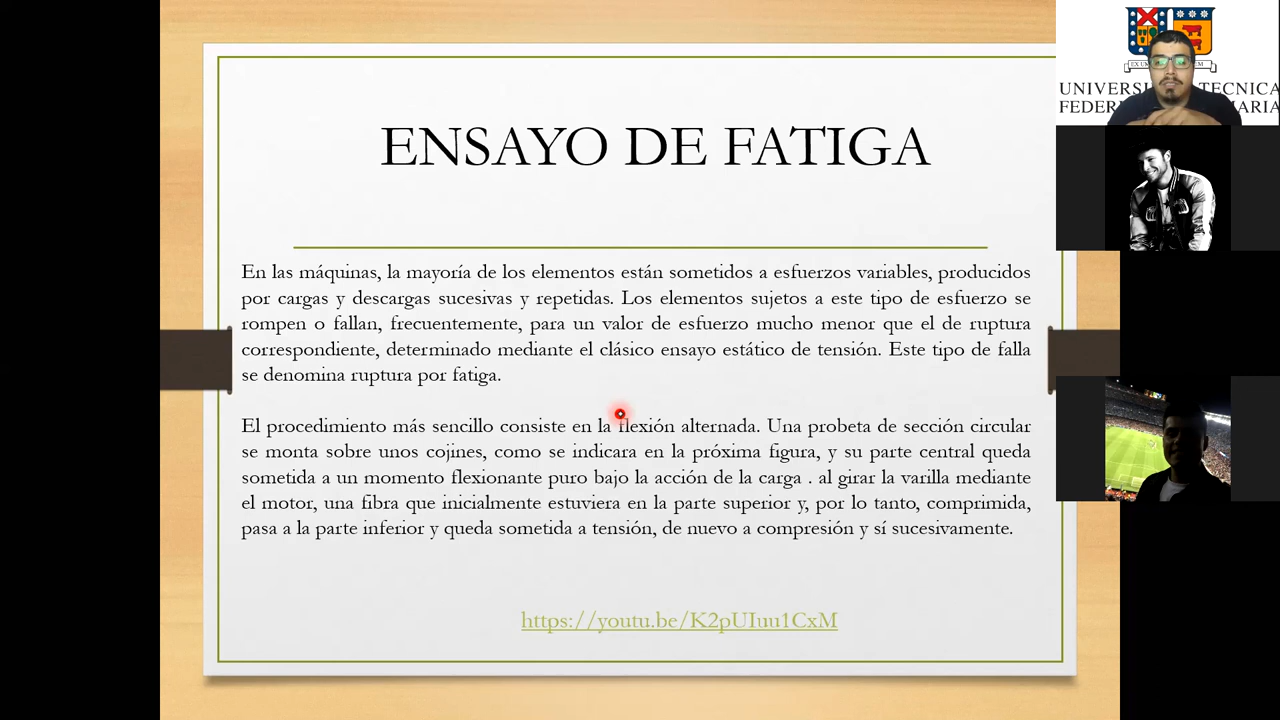 ENSAYO DE FATIGA
En las máquinas, la mayoría de los elementos están sometidos a esfuerzos variables, producidos
por cargas y descargas sucesivas y repetidas. Los elementos sujetos a este tipo de esfuerzo se
rompen o fallan, frecuentemente, para un valor de esfuerzo mucho menor que el de ruptura
correspondiente, determinado mediante el clásico ensayo estático de tensión. Este tipo de falla
se denomina ruptura por fatiga.
El procedimiento más sencillo consiste en la flexión alternada. Una probeta de sección circular
se monta sobre unos cojines, como se indicara en la próxima figura, y su parte central queda
sometida a un momento flexionante puro bajo la acción de la carga . al girar la varilla mediante
el motor, una fibra que inicialmente estuviera en la parte superior y, por lo tanto, comprimida,
pasa a la parte inferior y queda sometida a tensión, de nuevo a compresión y sí sucesivamente.
https://youtu.be/K2pUIuu1CxM